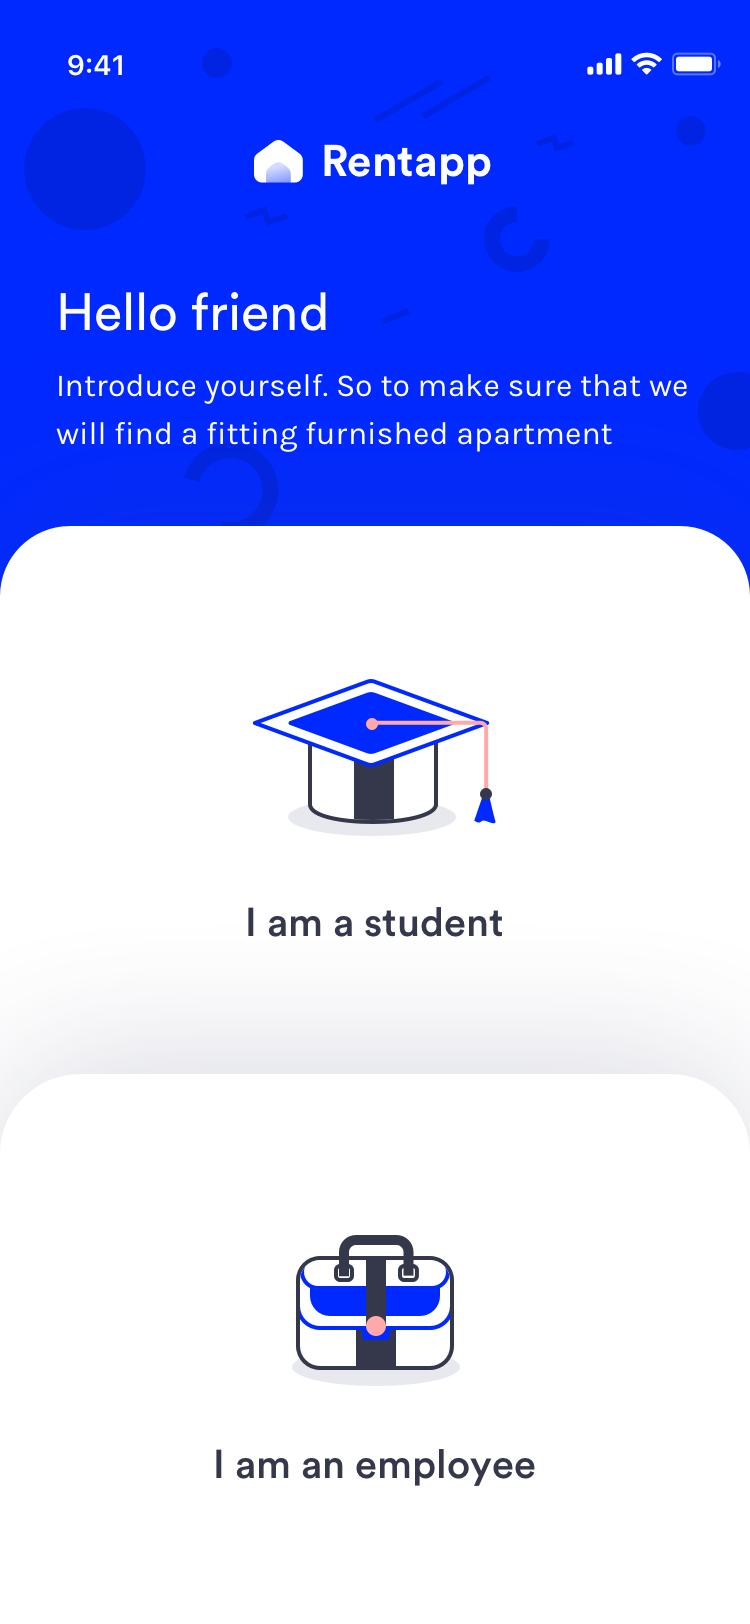 9:41
Rentapp
Hello friend
Introduce yourself. So to make sure that we
will find a fitting furnished apartment
I am a student
I am an employee